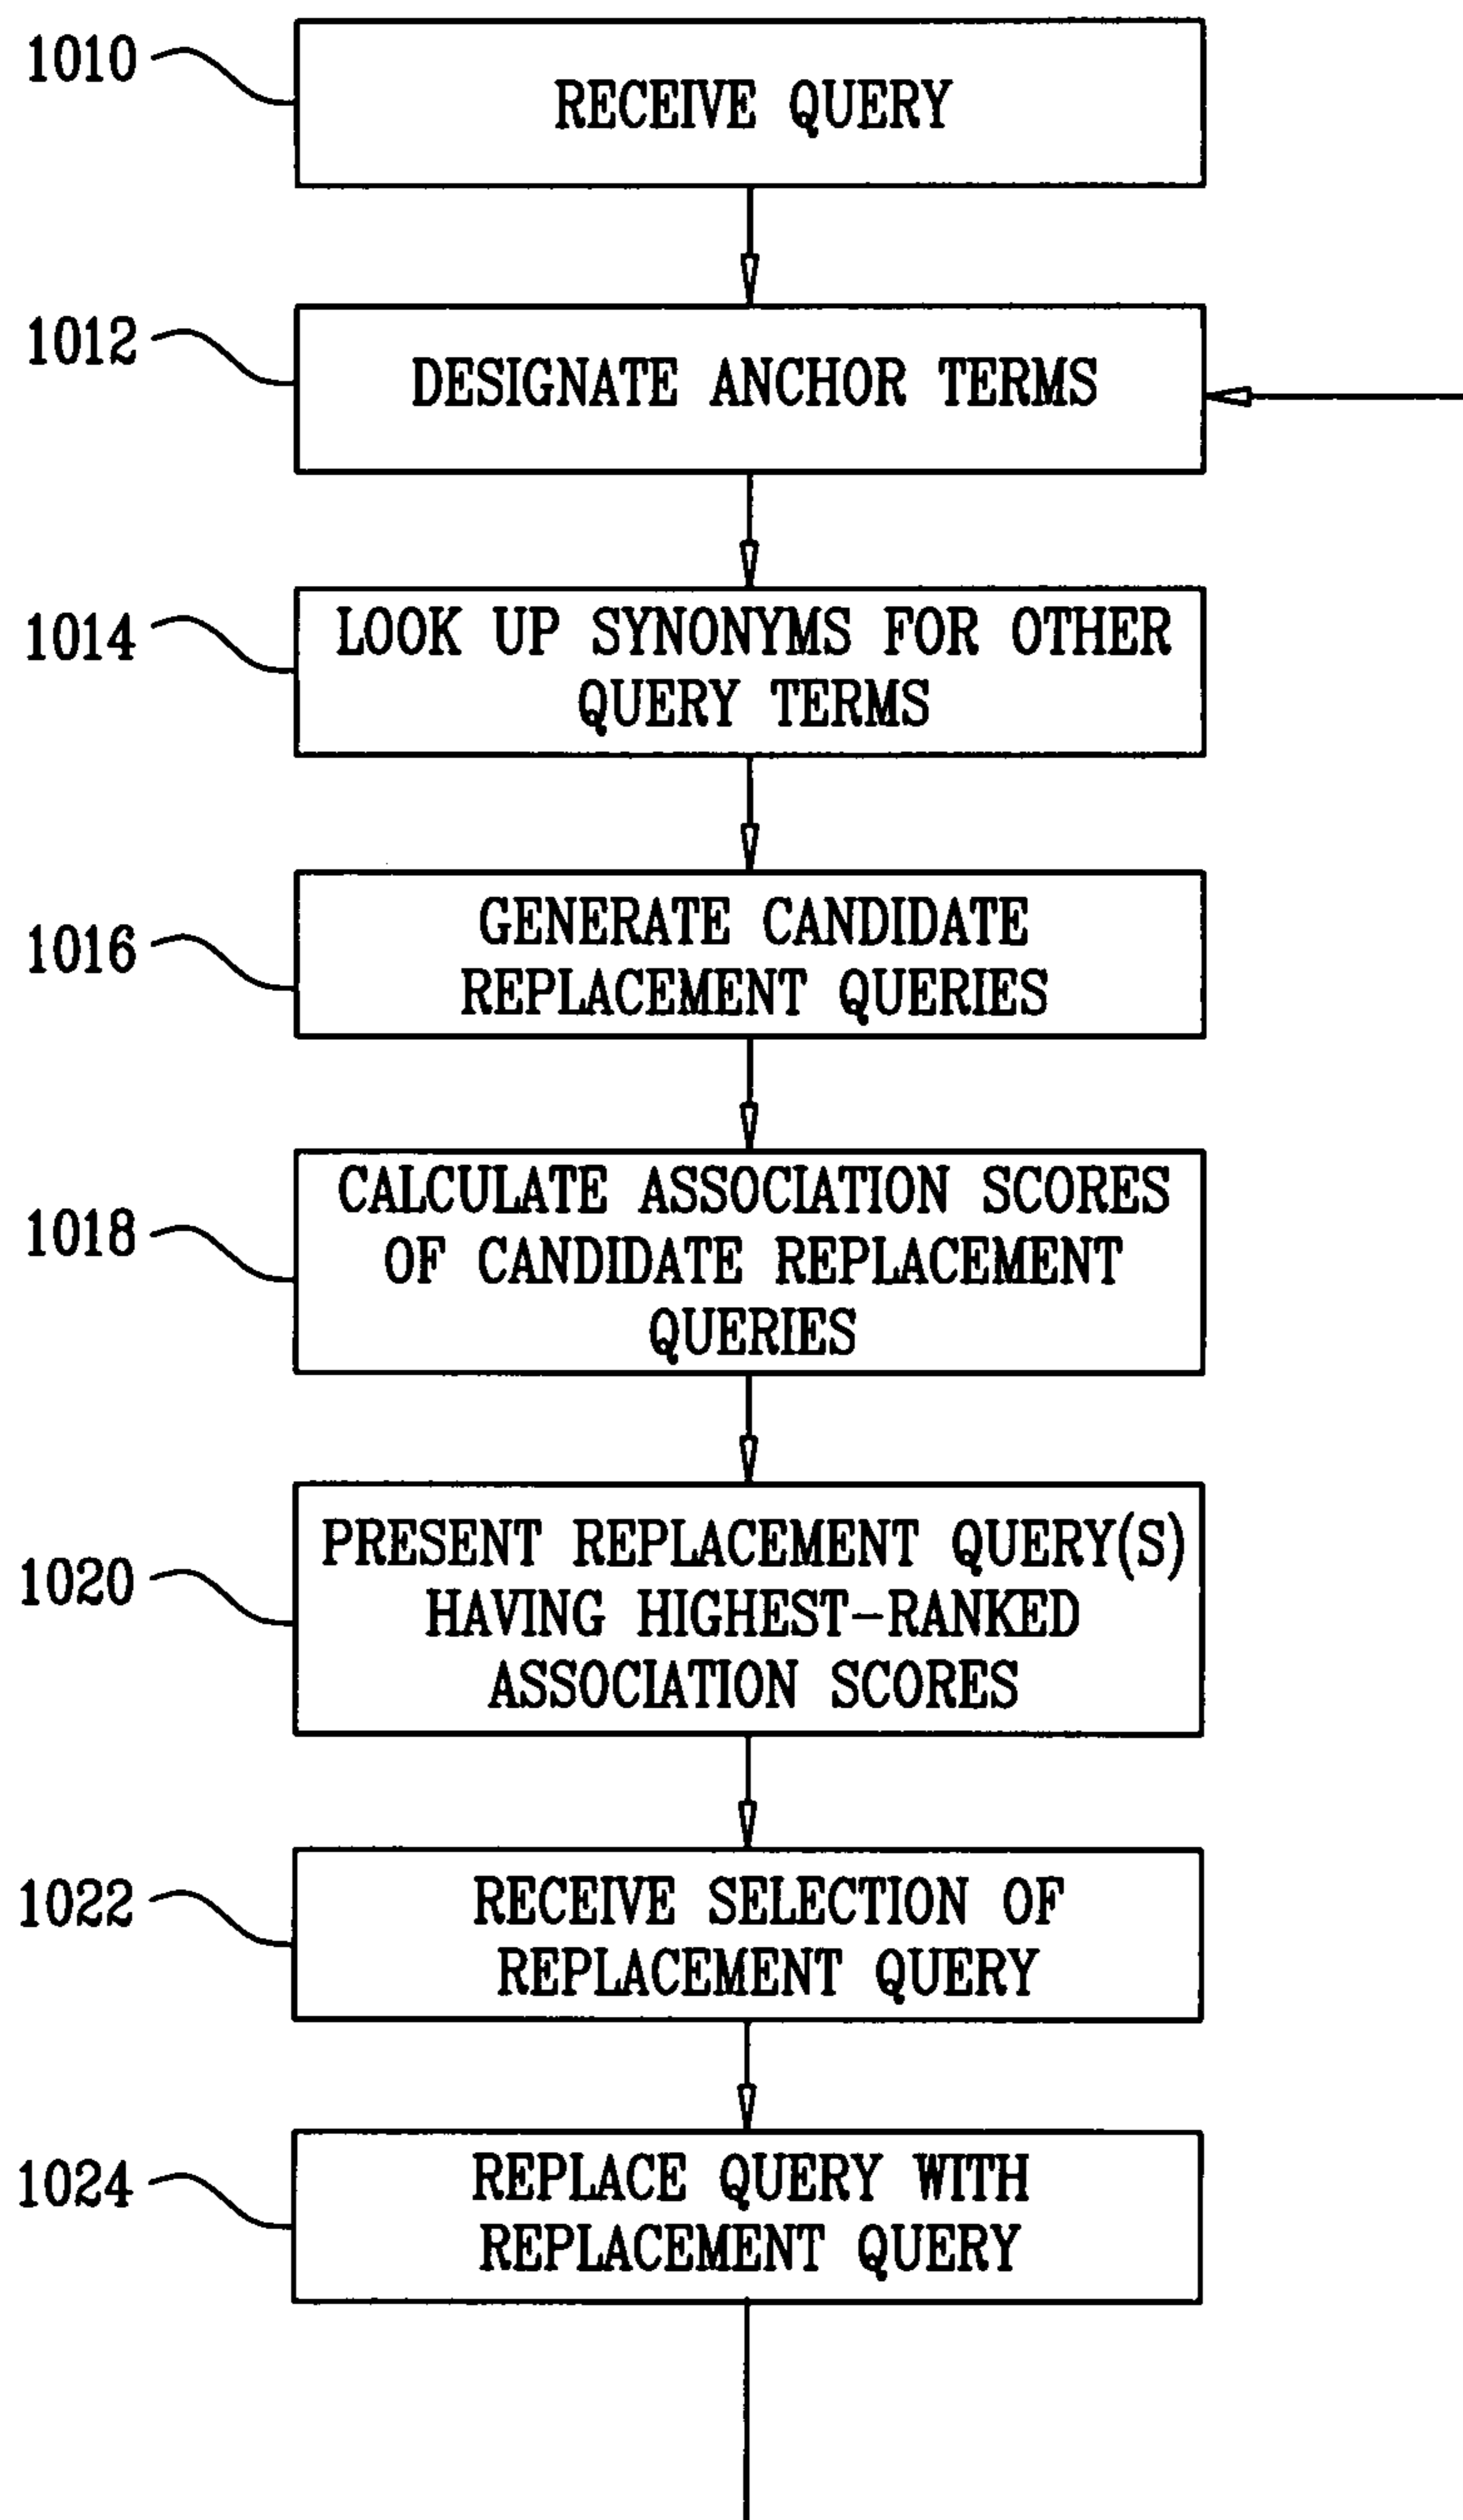 1010
RECEIVE QUERY
1012
DESIGNATE ANCHOR TERMS
1014
LOOK UP SYNONYMS FOR OTHER
QUERY TERMS
1016
GENERATE CANDIDATE
REPLACEMENT QUERIES
1018
CALCULATE ASSOCIATION SCORES
OF CANDIDATE REPLACEMENT
QUERIES
1020
PRESENT REPLACEMENT QUERY(S)
HAVING HIGHEST-RANKED
ASSOCIATION SCORES
1022
RECEIVE SELECTION OF
REPLACEMENT QUERY
1024
REPLACE QUERY WITH
REPLACEMENT QUERY